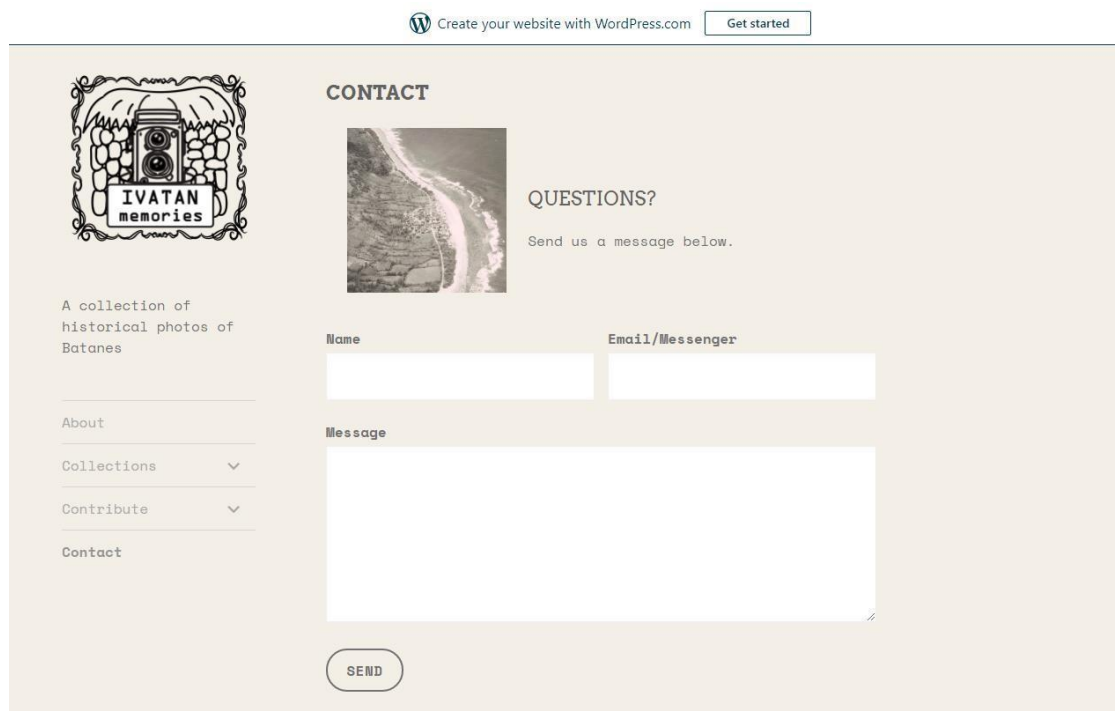 Create your website with WordPress.com
Get started
IVATAN
memories
A collection of
historical photos of
Batanes
About
Collections
Contribute
Contact
CONTACT
QUESTIONS?
Send us a message below.
Name
Email/Messenger
Message
SEND